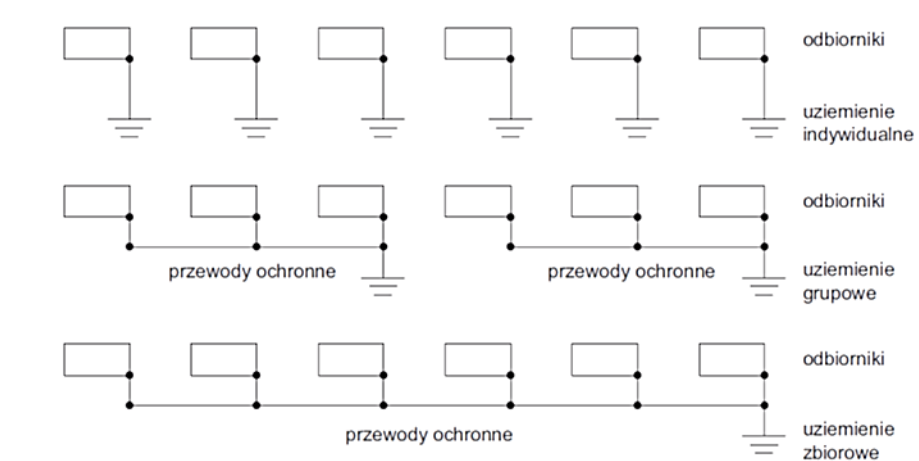 odbiorniki
uziemienie
indywidualne
odbiorniki
przewody ochronne
przewody ochronne
uziemienie
grupowe
odbiorniki
przewody ochronne
uziemienie
zbiorowe